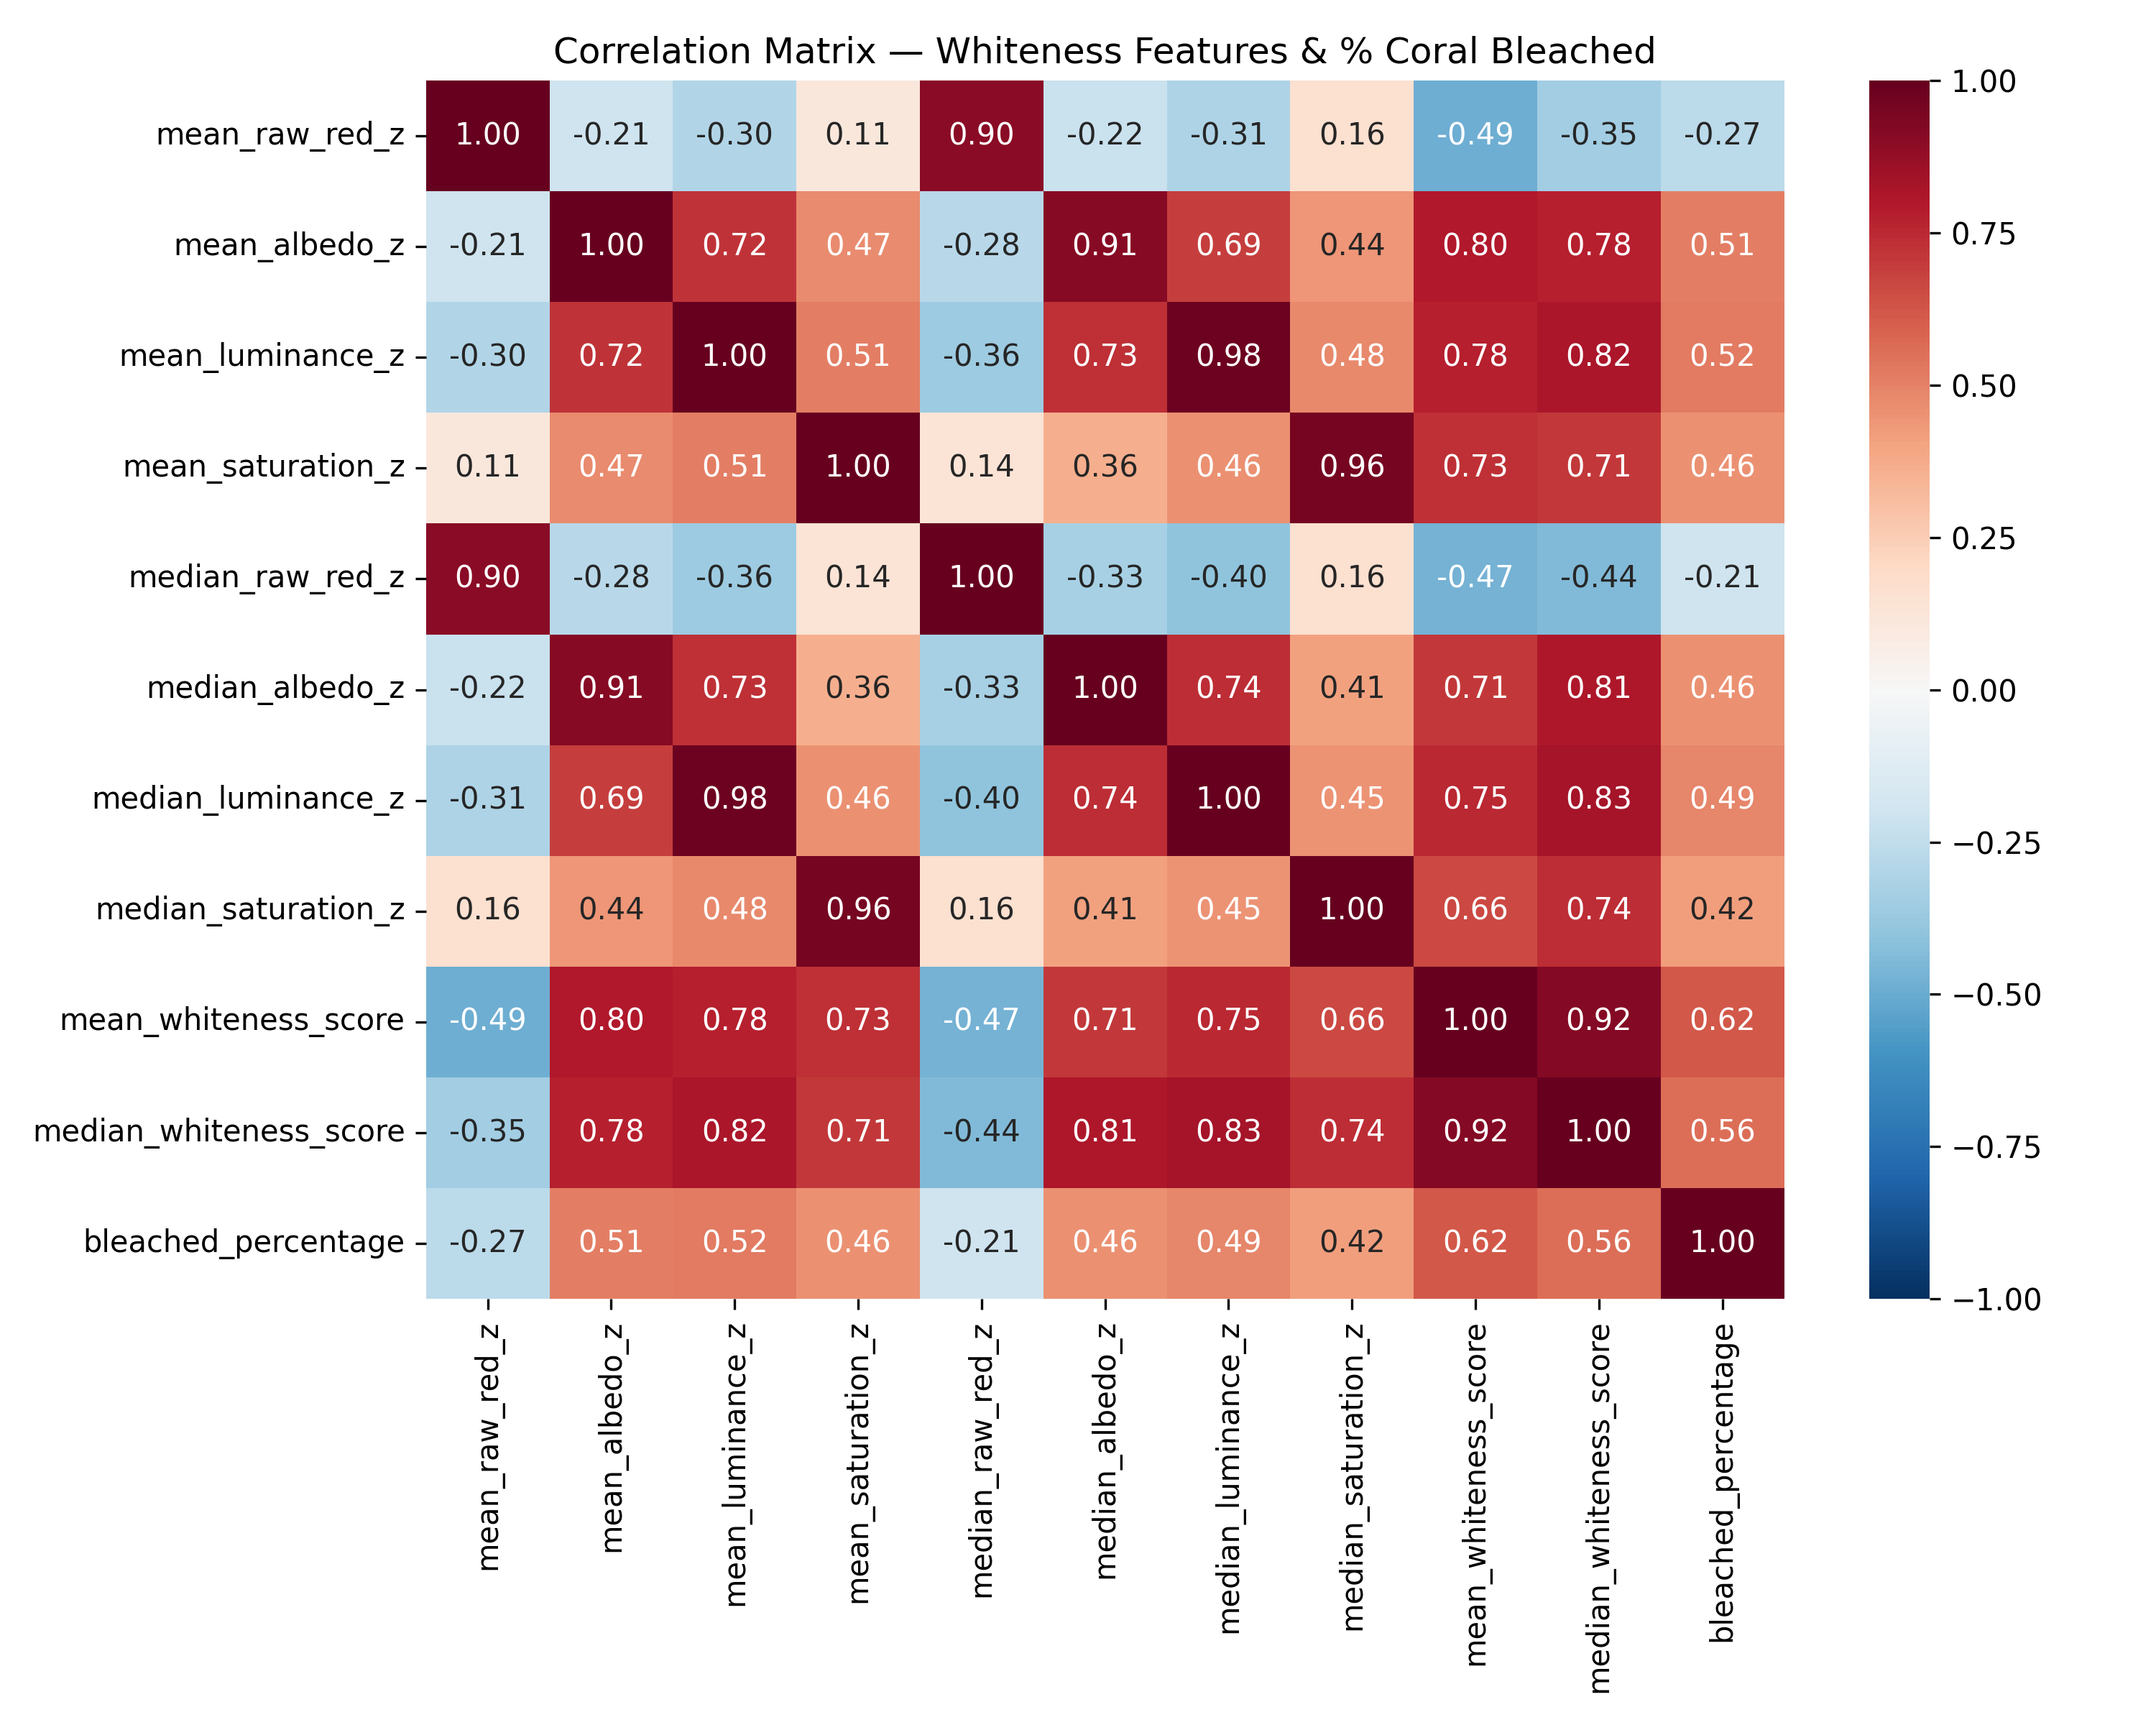 Correlation Matrix — Whiteness Features & % Coral Bleached
mean_raw_red_z 1.00 -0.21 -0.30 0.11 0.90 -0.22 -0.31 0.16 -0.49 -0.35 -0.27
mean_albedo_z -0.21 1.00 0.72 0.47 -0.28 0.91 0.69 0.44 0.80 0.78 0.51
mean_luminance_z -0.30 0.72 1.00 0.51 -0.36 0.73 0.98 0.48 0.78 0.82 0.52
mean_saturation_z 0.11 0.47 0.51 1.00 0.14 0.36 0.46 0.96 0.73 0.71 0.46
median_raw_red_z 0.90 -0.28 -0.36 0.14 1.00 -0.33 -0.40 0.16 -0.47 -0.44 -0.21
median_albedo_z -0.22 0.91 0.73 0.36 -0.33 1.00 0.74 0.41 0.71 0.81 0.46
median_luminance_z -0.31 0.69 0.98 0.46 -0.40 0.74 1.00 0.45 0.75 0.83 0.49
median_saturation_z 0.16 0.44 0.48 0.96 0.16 0.41 0.45 1.00 0.66 0.74 0.42
mean_whiteness_score -0.49 0.80 0.78 0.73 -0.47 0.71 0.75 0.66 1.00 0.92 0.62
median_whiteness_score -0.35 0.78 0.82 0.71 -0.44 0.81 0.83 0.74 0.92 1.00 0.56
bleached_percentage -0.27 0.51 0.52 0.46 -0.21 0.46 0.49 0.42 0.62 0.56 1.00
mean_raw_red_z
mean_albedo_z
mean_luminance_z
mean_saturation_z
median_raw_red_z
median_albedo_z
median_luminance_z
median_saturation_z
mean_whiteness_score
median_whiteness_score
bleached_percentage
1.00
0.75
0.50
0.25
0.00
−0.25
−0.50
−0.75
−1.00